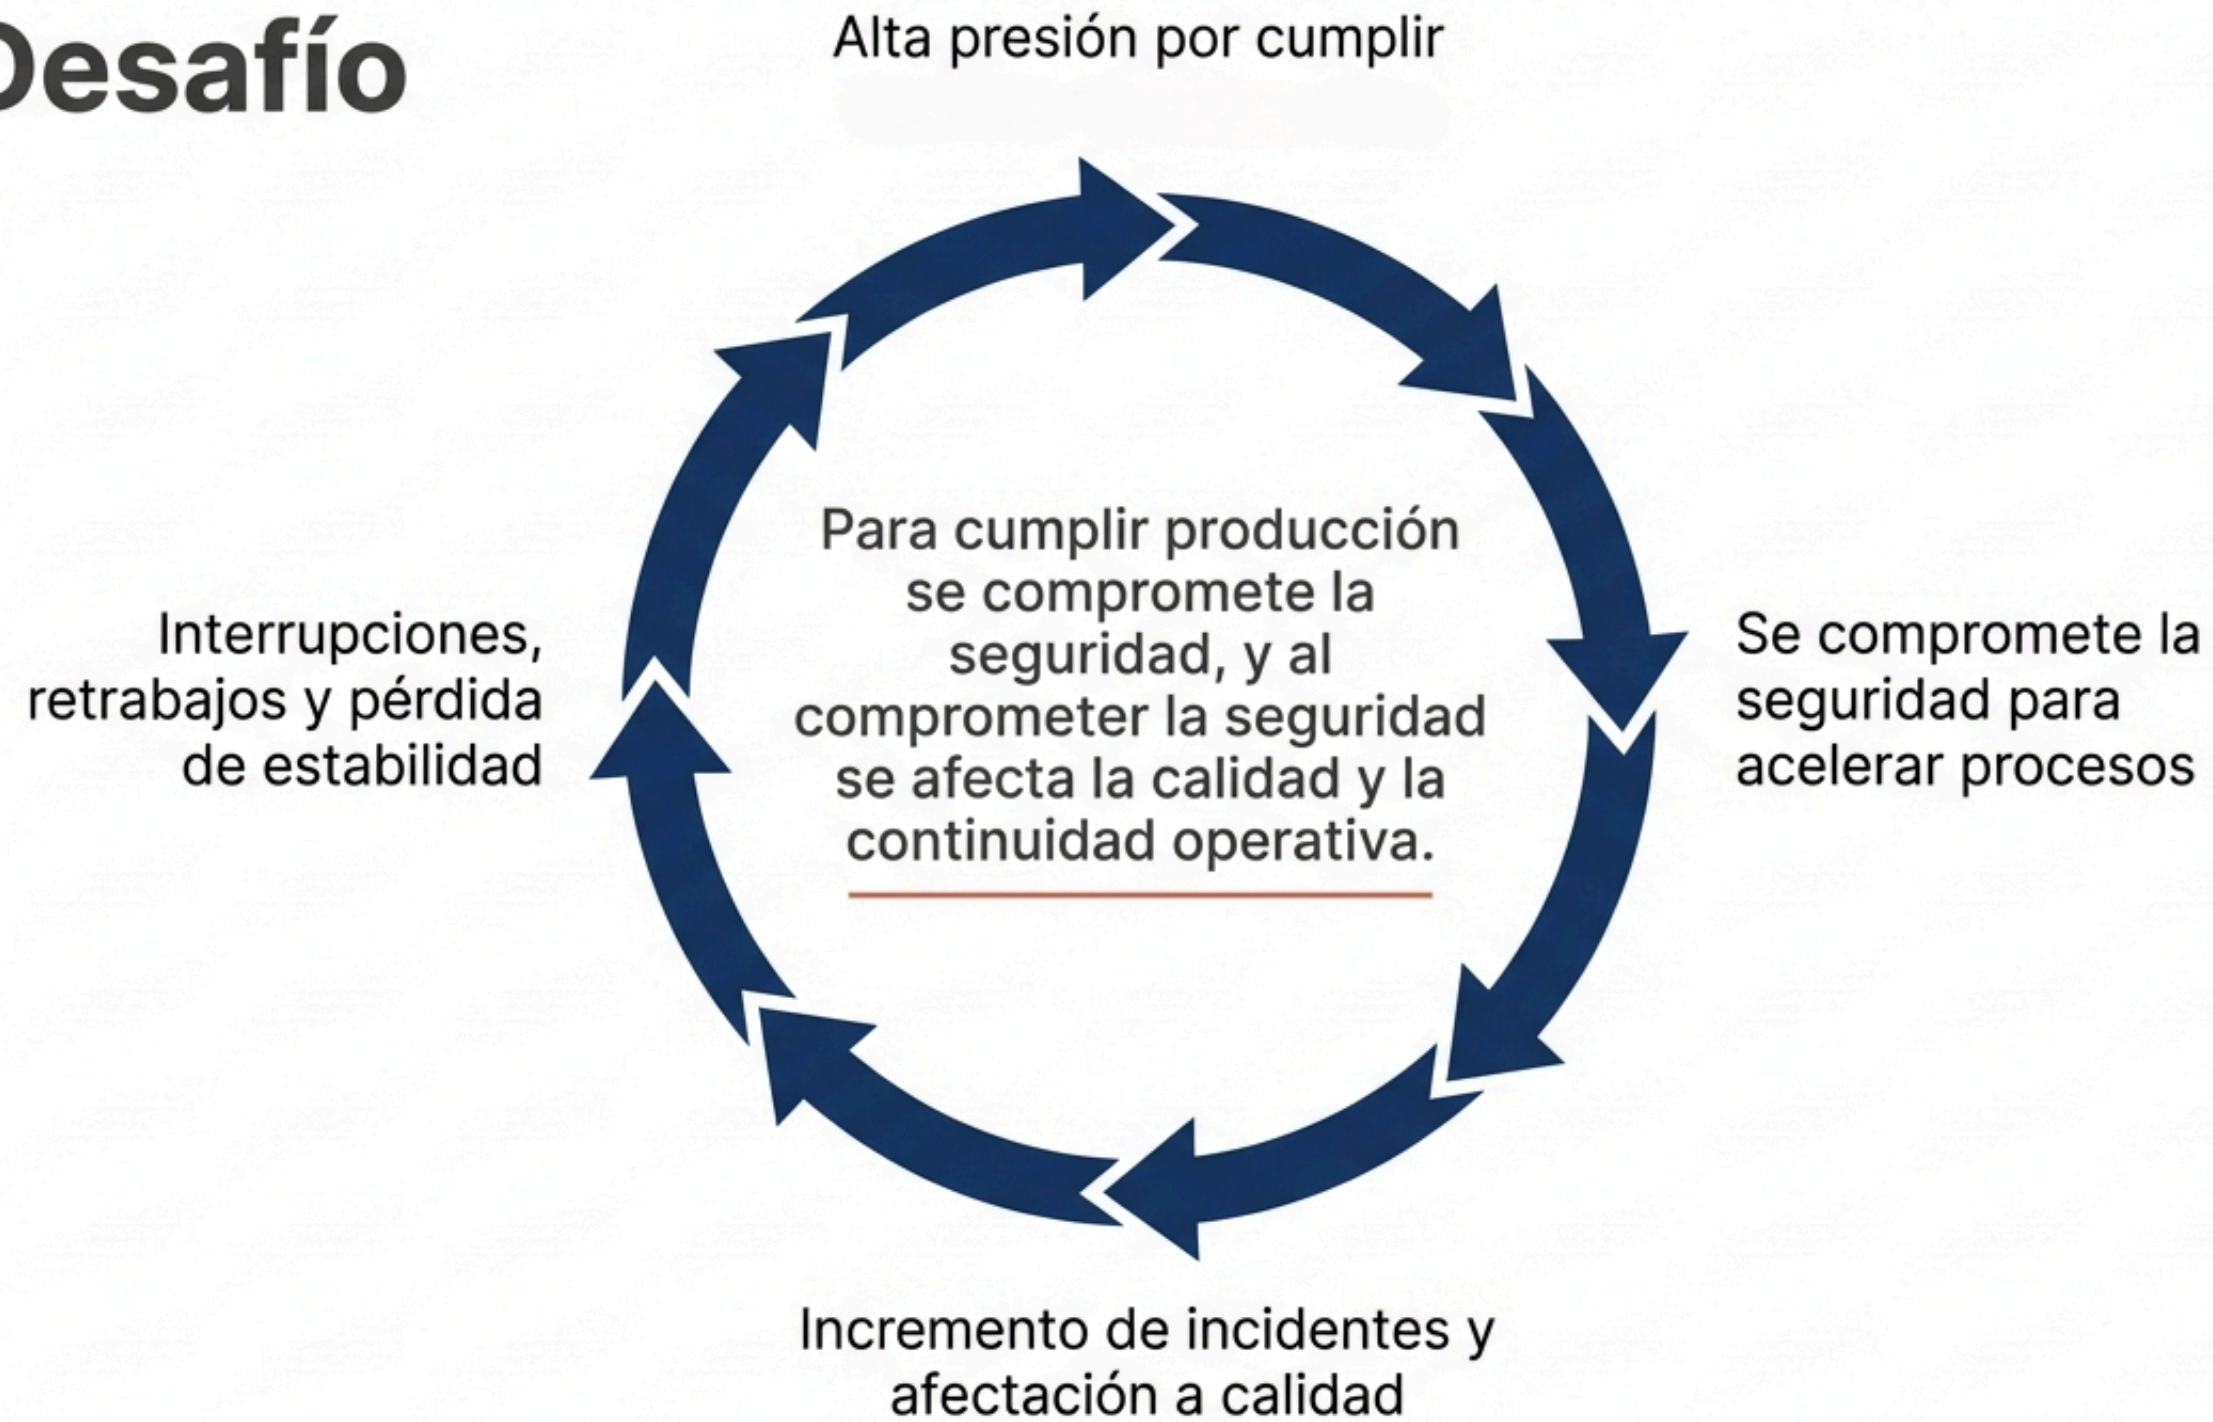 Desafío
Alta presión por cumplir
Para cumplir producción
se compromete la
seguridad, y al
comprometer la seguridad
se afecta la calidad y la
continuidad operativa.
Se compromete la
seguridad para
acelerar procesos
Incremento de incidentes y
afectación a calidad
Interrupciones,
retrabajos y pérdida
de estabilidad